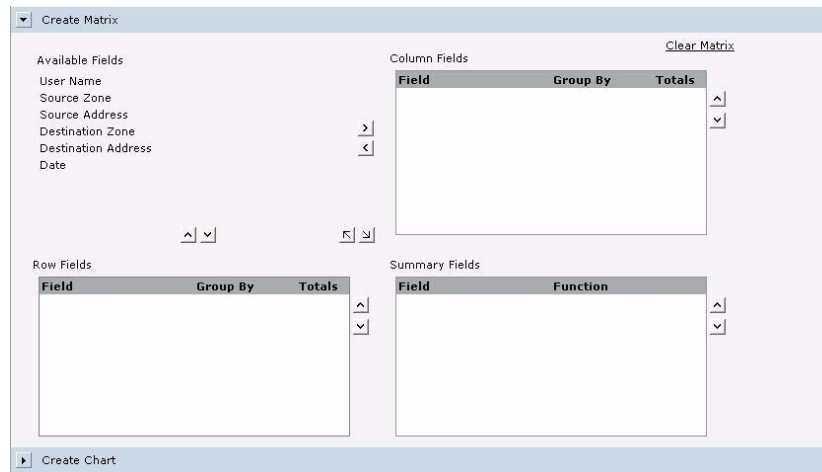 Create Matrix
Clear Matrix
Available Fields
User Name
Source Zone
Source Address
Destination Zone
Destination Address
Date
Column Fields
Field Group By Totals
Row Fields
Field Group By Totals
Summary Fields
Field Function
Create Chart